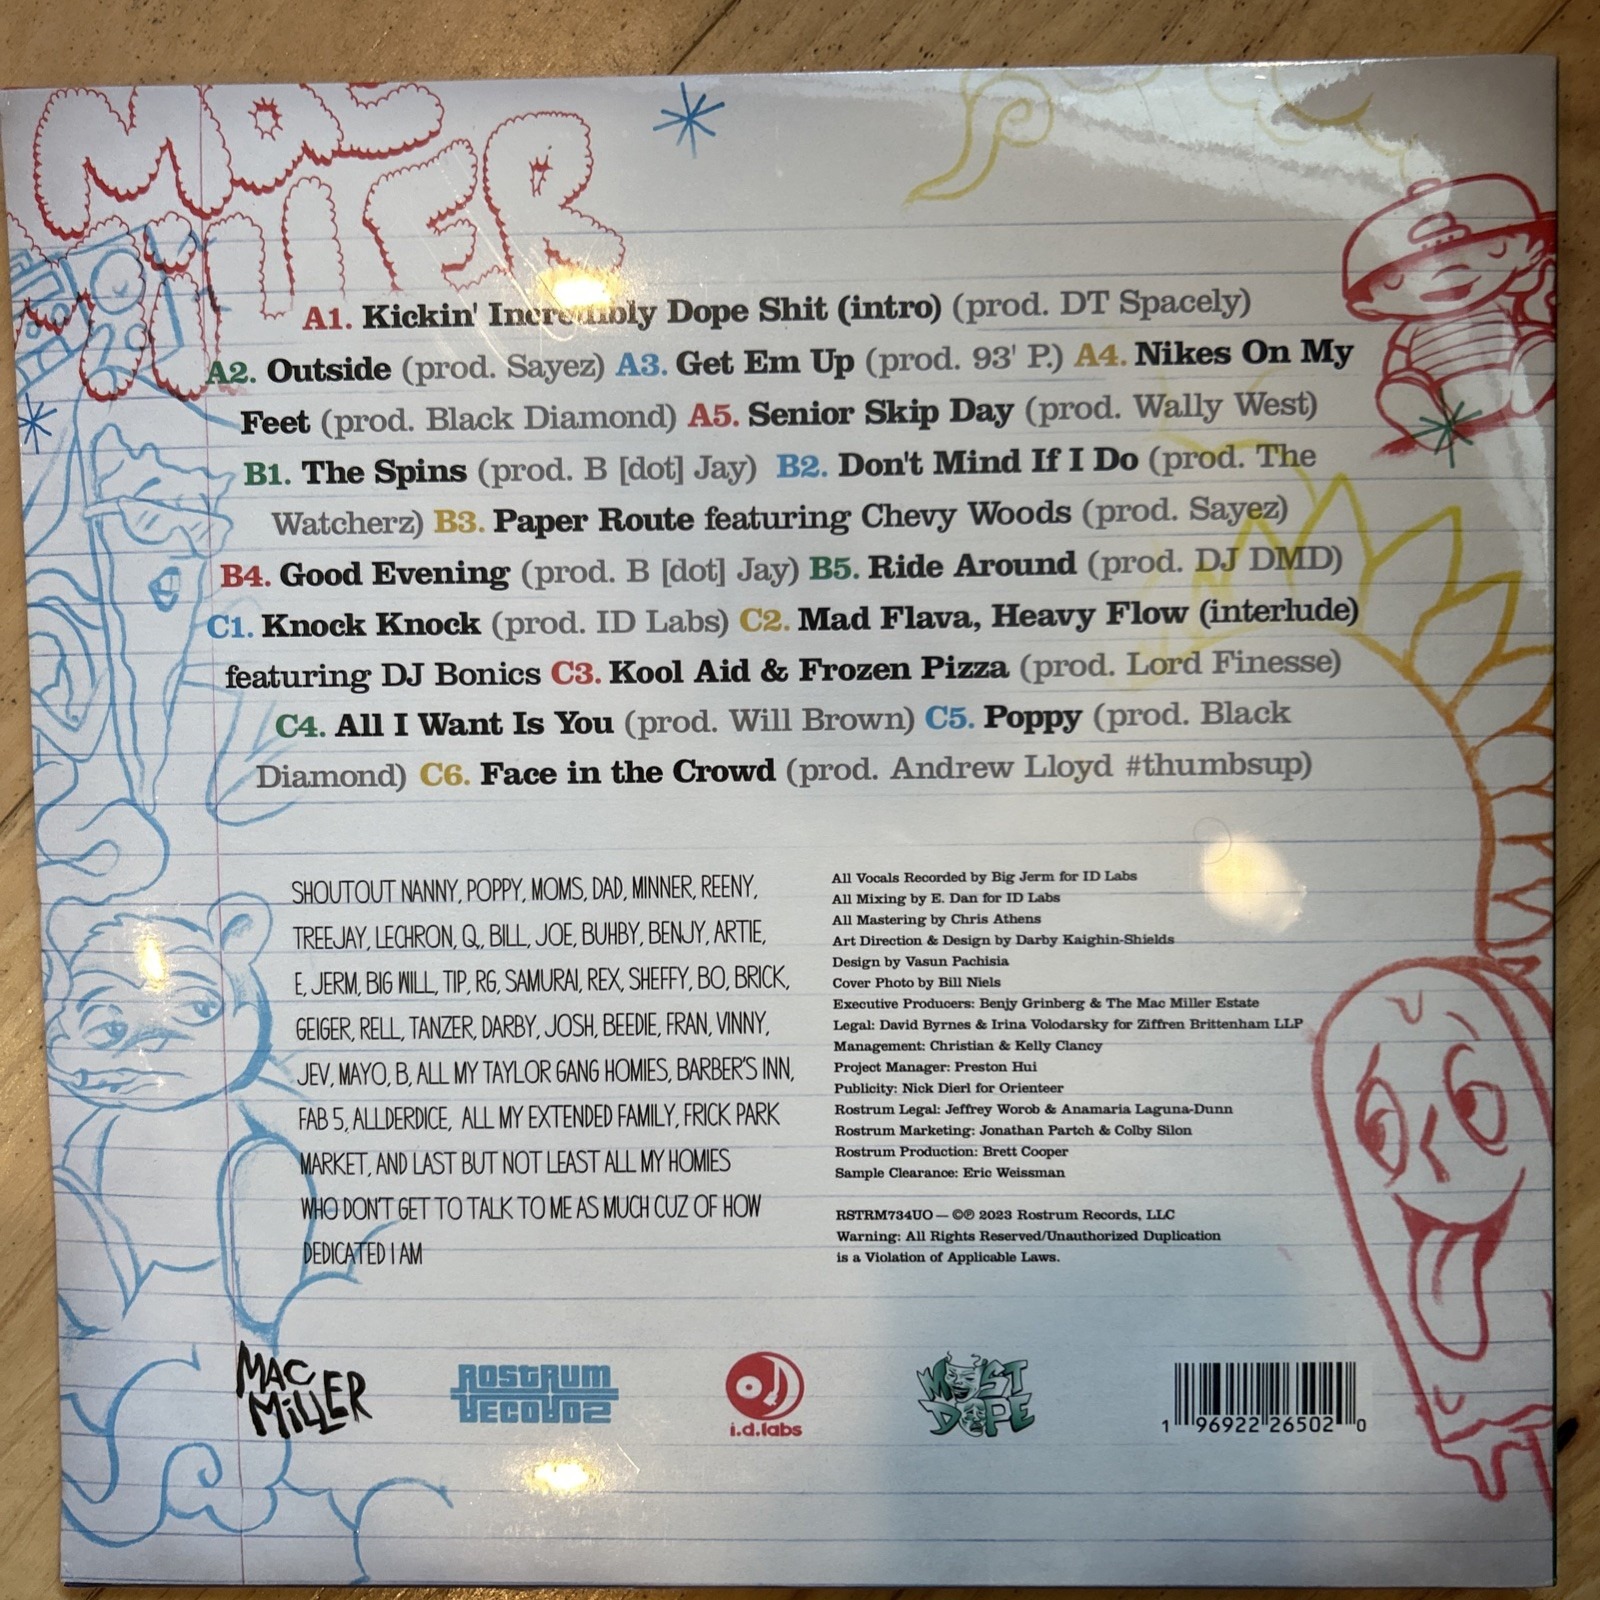 MAC
MILLER
A1. Kickin' Incredibly Dope Shit (intro) (prod. DT Spacely)
A2. Outside (prod. Sayez) A3. Get Em Up (prod. 93' P.) A4. Nikes On My
Feet (prod. Black Diamond) A5. Senior Skip Day (prod. Wally West)
B1. The Spins (prod. B [dot] Jay) B2. Don't Mind If I Do (prod. The
Watcherz) B3. Paper Route featuring Chevy Woods (prod. Sayez)
B4. Good Evening (prod. B [dot] Jay) B5. Ride Around (prod. DJ DMD)
C1. Knock Knock (prod. ID Labs) C2. Mad Flava, Heavy Flow (interlude)
featuring DJ Bonics C3. Kool Aid & Frozen Pizza (prod. Lord Finesse)
C4. All I Want Is You (prod. Will Brown) C5. Poppy (prod. Black
Diamond) C6. Face in the Crowd (prod. Andrew Lloyd #thumbsup)
SHOUTOUT NANNY, POPPY, MOMS, DAD, MINNER, REENY,
TREEJAY, LECHRON, Q, BILL, JOE, BUHBY, BENJY, ARTIE,
E, JERM, BIG WILL, TIP, RG, SAMURAI, REX, SHEFFY, BO, BRICK,
GEIGER, RELL, TANZER, DARBY, JOSH, BEEDIE, FRAN, VINNY,
JEV, MAYO, B, ALL MY TAYLOR GANG HOMIES, BARBER'S INN,
FAB 5, ALLDERDICE, ALL MY EXTENDED FAMILY, FRICK PARK
MARKET, AND LAST BUT NOT LEAST ALL MY HOMIES
WHO DON'T GET TO TALK TO ME AS MUCH CUZ OF HOW
DEDICATED I AM
All Vocals Recorded by Big Jerm for ID Labs
All Mixing by E. Dan for ID Labs
All Mastering by Chris Athens
Art Direction & Design by Darby Kaighin-Shields
Design by Vasun Pachisia
Cover Photo by Bill Niels
Executive Producers: Benjy Grinberg & The Mac Miller Estate
Legal: David Byrnes & Irina Volodarsky for Ziffren Brittenham LLP
Management: Christian & Kelly Clancy
Project Manager: Preston Hui
Publicity: Nick Dierl for Orienteer
Rostrum Legal: Jeffrey Worob & Anamaria Laguna-Dunn
Rostrum Marketing: Jonathan Partch & Colby Silon
Rostrum Production: Brett Cooper
Sample Clearance: Eric Weissman
RSTRM734UO — ©℗ 2023 Rostrum Records, LLC
Warning: All Rights Reserved/Unauthorized Duplication
is a Violation of Applicable Laws.
MAC
MILLER
ROSTRUM
RECORDS
i.d.labs
MOST
DOPE
1 96922 26502 0